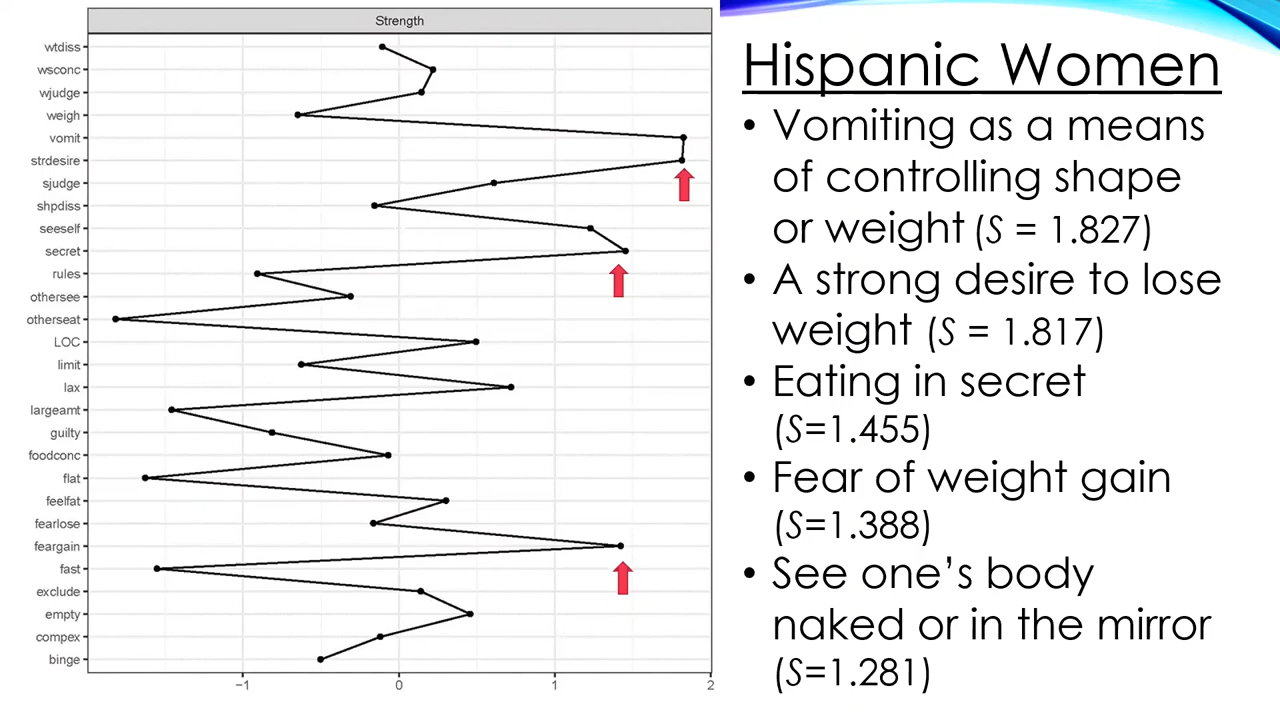 Strength
wtdiss
wsconc
wjudge
weigh
vomit
strdesire
sjudge
shpdiss
seeself
secret
rules
othersee
otherseat
LOC
limit
lax
largeamt
guilty
foodconc
flat
feelfat
fearlose
feargain
fast
exclude
empty
compex
binge
−1 0 1 2
Hispanic Women
• Vomiting as a means
of controlling shape
or weight (S = 1.827)
• A strong desire to lose
weight (S = 1.817)
• Eating in secret
(S=1.455)
• Fear of weight gain
(S=1.388)
• See one’s body
naked or in the mirror
(S=1.281)